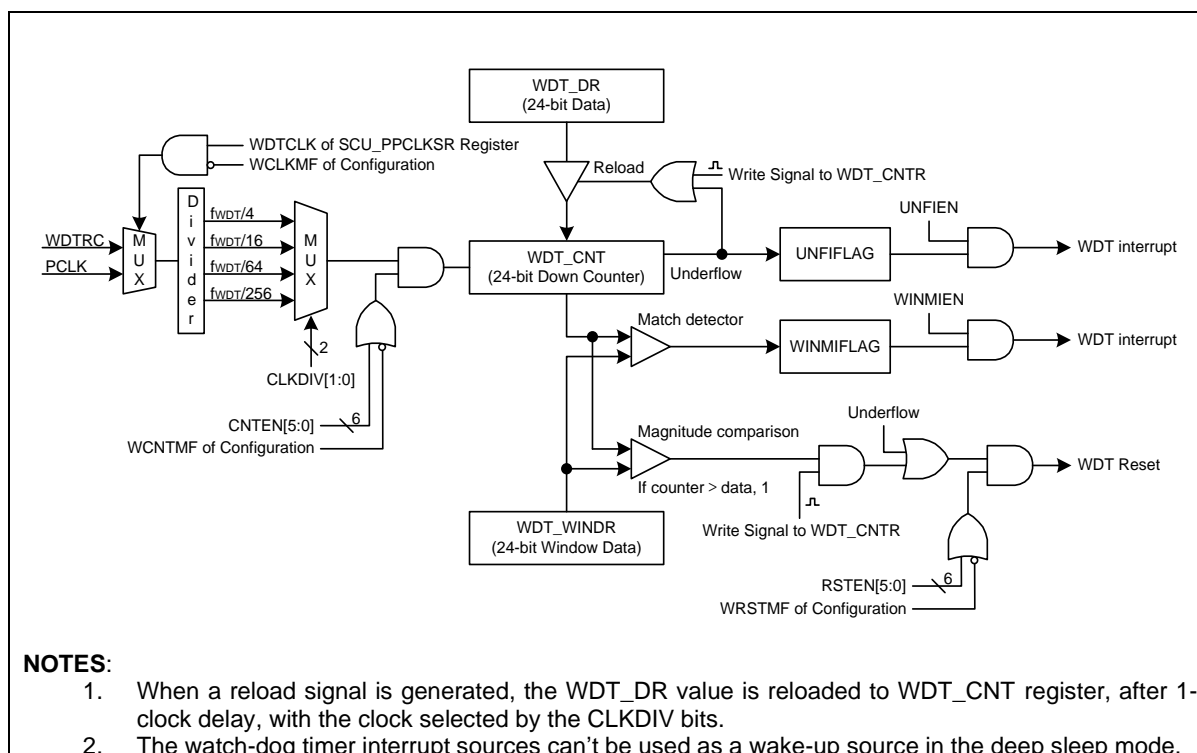 WDT_DR
(24-bit Data)
WDTCLK of SCU_PPCLKSR Register
WCLKMF of Configuration
Reload
Write Signal to WDT_CNTR
Divider
fWDT/4
fWDT/16
fWDT/64
fWDT/256
MUX
MUX
WDTRC
PCLK
WDT_CNT
(24-bit Down Counter)
Underflow
UNFIEN
UNFIFLAG
WDT interrupt
WINMIEN
Match detector
WINMIFLAG
WDT interrupt
2
CLKDIV[1:0]
CNTEN[5:0]
6
WCNTMF of Configuration
Underflow
Magnitude comparison
If counter > data, 1
WDT Reset
WDT_WINDR
(24-bit Window Data)
Write Signal to WDT_CNTR
RSTEN[5:0]
6
WRSTMF of Configuration
NOTES:
1. When a reload signal is generated, the WDT_DR value is reloaded to WDT_CNT register, after 1-
clock delay, with the clock selected by the CLKDIV bits.
2. The watch-dog timer interrupt sources can't be used as a wake-up source in the deep sleep mode.